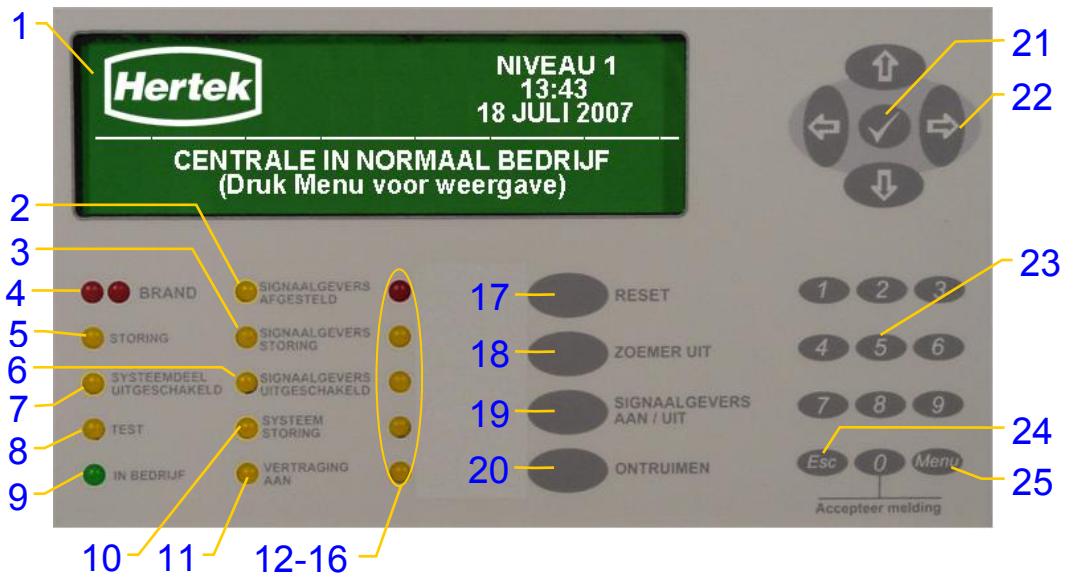 1
Hertek
NIVEAU 1
13:43
18 JULI 2007
CENTRALE IN NORMAAL BEDRIJF
(Druk Menu voor weergave)
21
22
2
3
4
BRAND
SIGNAALGEVERS
AFGESTELD
5
STORING
SIGNAALGEVERS
STORING
6
7
SYSTEEMDEEL
UITGESCHAKELD
SIGNAALGEVERS
UITGESCHAKELD
8
TEST
SYSTEEM
STORING
9
IN BEDRIJF
VERTRAGING
AAN
10
11
12-16
17
RESET
18
ZOEMER UIT
19
SIGNAALGEVERS
AAN / UIT
20
ONTRUIMEN
23
1 2 3
4 5 6
7 8 9
24
Esc 0 Menu
25
Accepteer melding